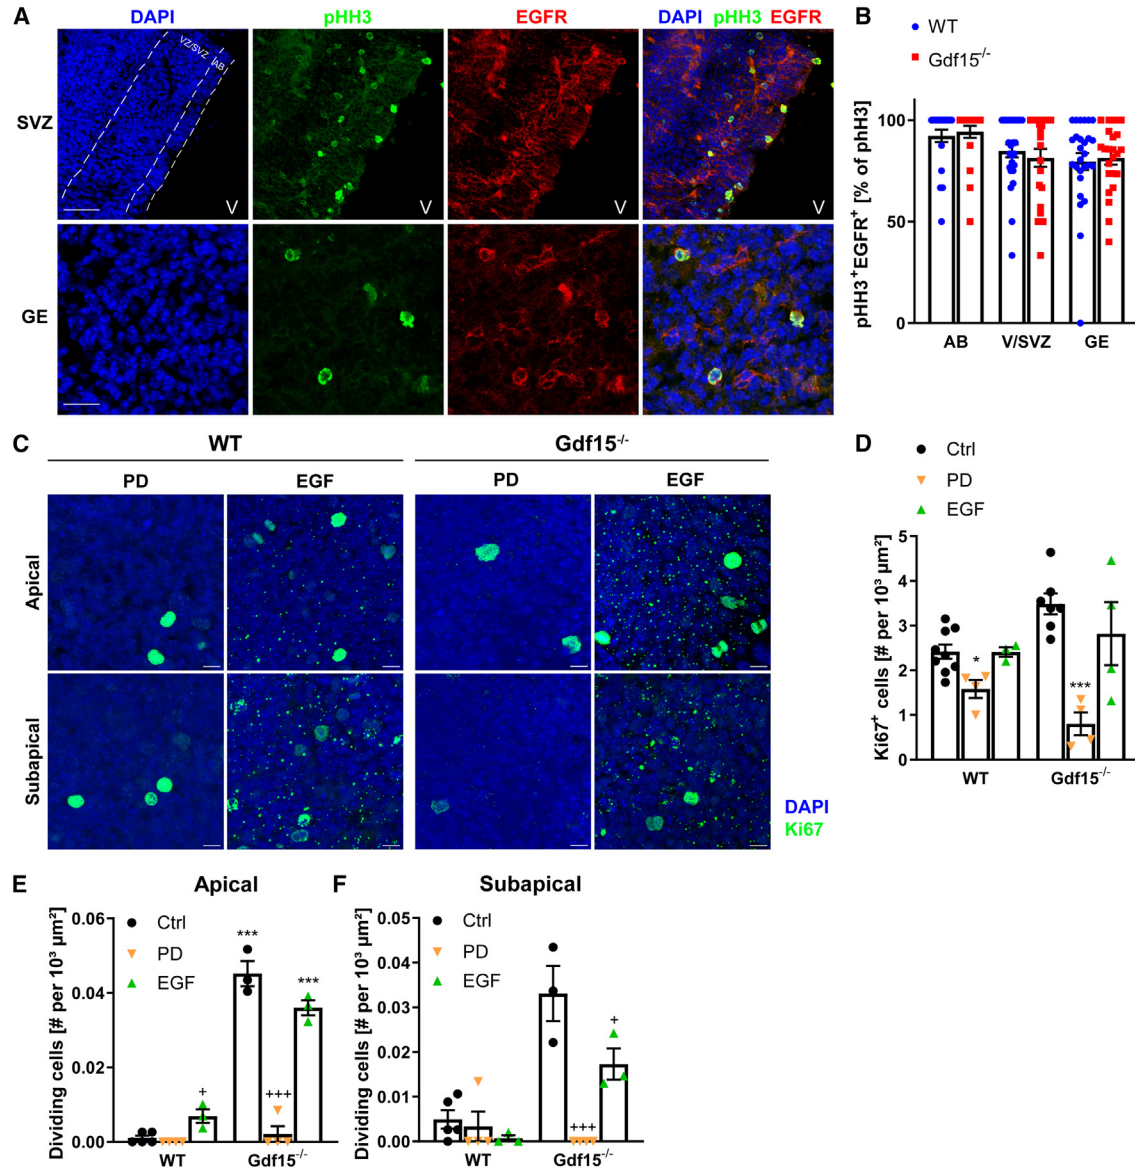 A
DAPI
pHH3
EGFR
DAPI pHH3 EGFR
SVZ
VZ/SVZ
AB
V
V
V
V
GE
B
WT
Gdf15-/-
pHH3+EGFR+ [% of phH3]
100
50
0
AB
V/SVZ
GE
C
WT
Gdf15-/-
PD
EGF
PD
EGF
Apical
Subapical
DAPI
Ki67
D
Ctrl
PD
EGF
Ki67+ cells [# per 10³ µm²]
5
4
3
2
1
0
*
***
WT
Gdf15-/-
E
Apical
Dividing cells [# per 10³ µm²]
Ctrl
PD
EGF
0.06
0.04
0.02
0.00
+
***
+++
***
WT
Gdf15-/-
F
Subapical
Dividing cells [# per 10³ µm²]
Ctrl
PD
EGF
0.05
0.04
0.03
0.02
0.01
0.00
+++
+
WT
Gdf15-/-